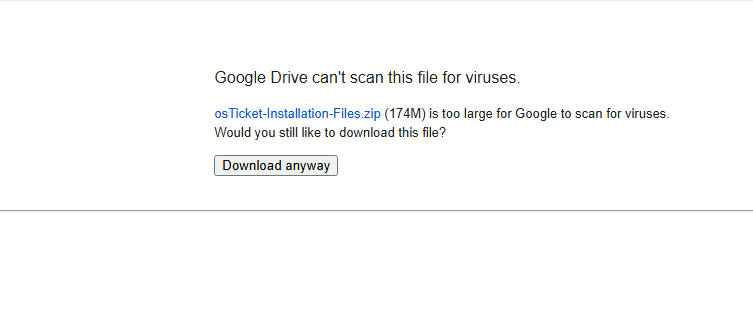 Google Drive can't scan this file for viruses.
osTicket-Installation-Files.zip (174M) is too large for Google to scan for viruses.
Would you still like to download this file?
Download anyway